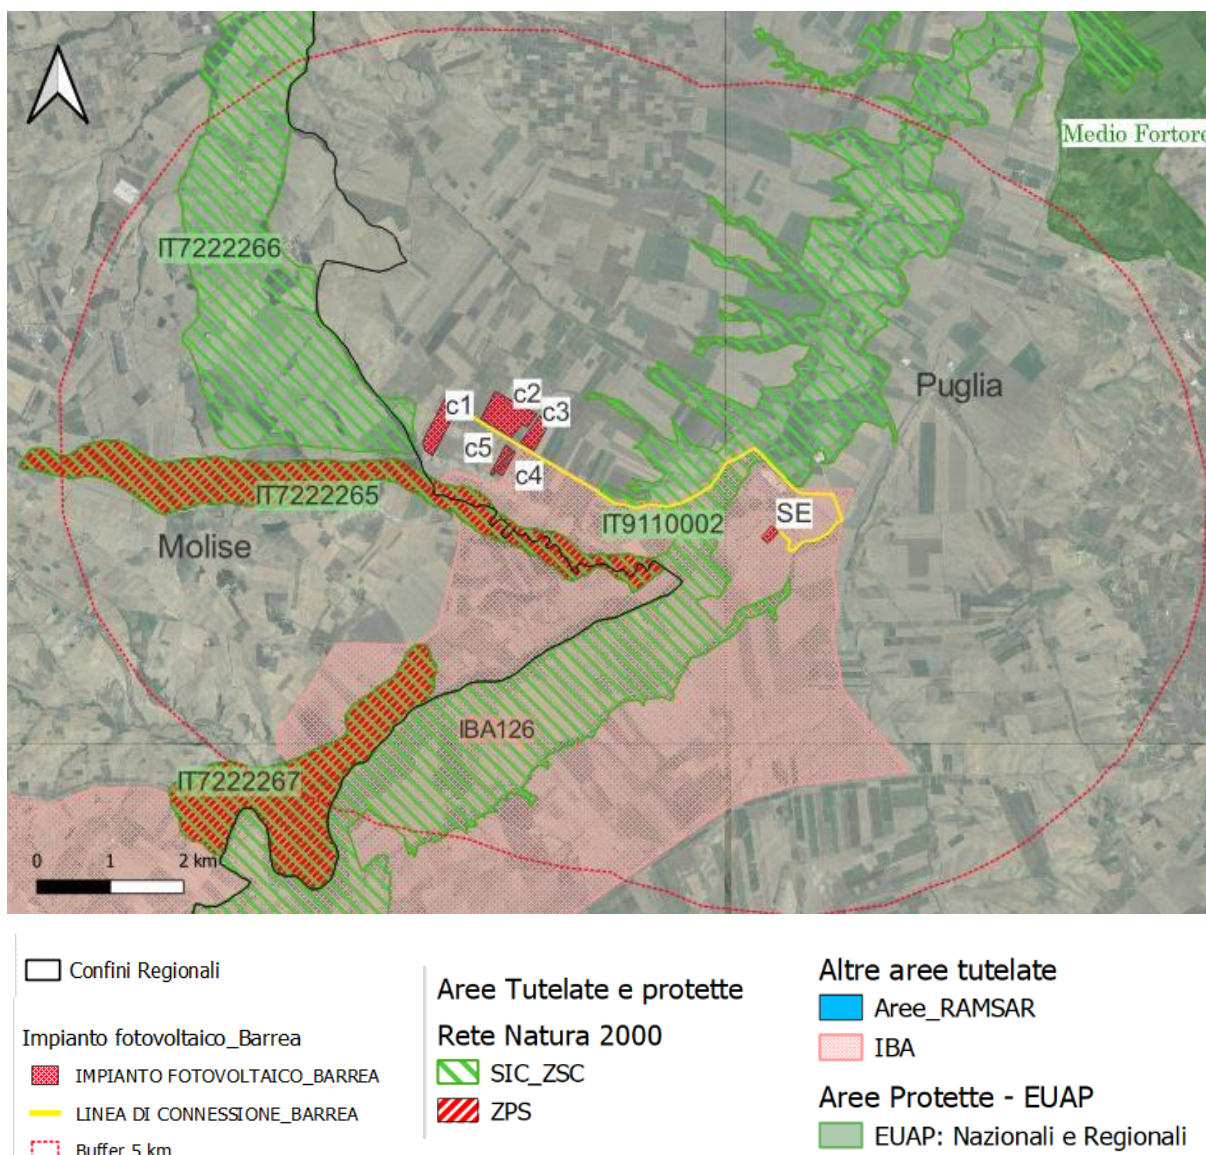 Medio Fortore
IT7222266
Puglia
c1
c2
c3
c5
c4
IT7222265
IT9110002
SE
Molise
IBA126
IT7222267
0 1 2 km
Confini Regionali
Impianto fotovoltaico_Barrea
IMPIANTO FOTOVOLTAICO_BARREA
LINEA DI CONNESSIONE_BARREA
Buffer 5 km
Aree Tutelate e protette
Rete Natura 2000
SIC_ZSC
ZPS
Altre aree tutelate
Aree_RAMSAR
IBA
Aree Protette - EUAP
EUAP: Nazionali e Regionali